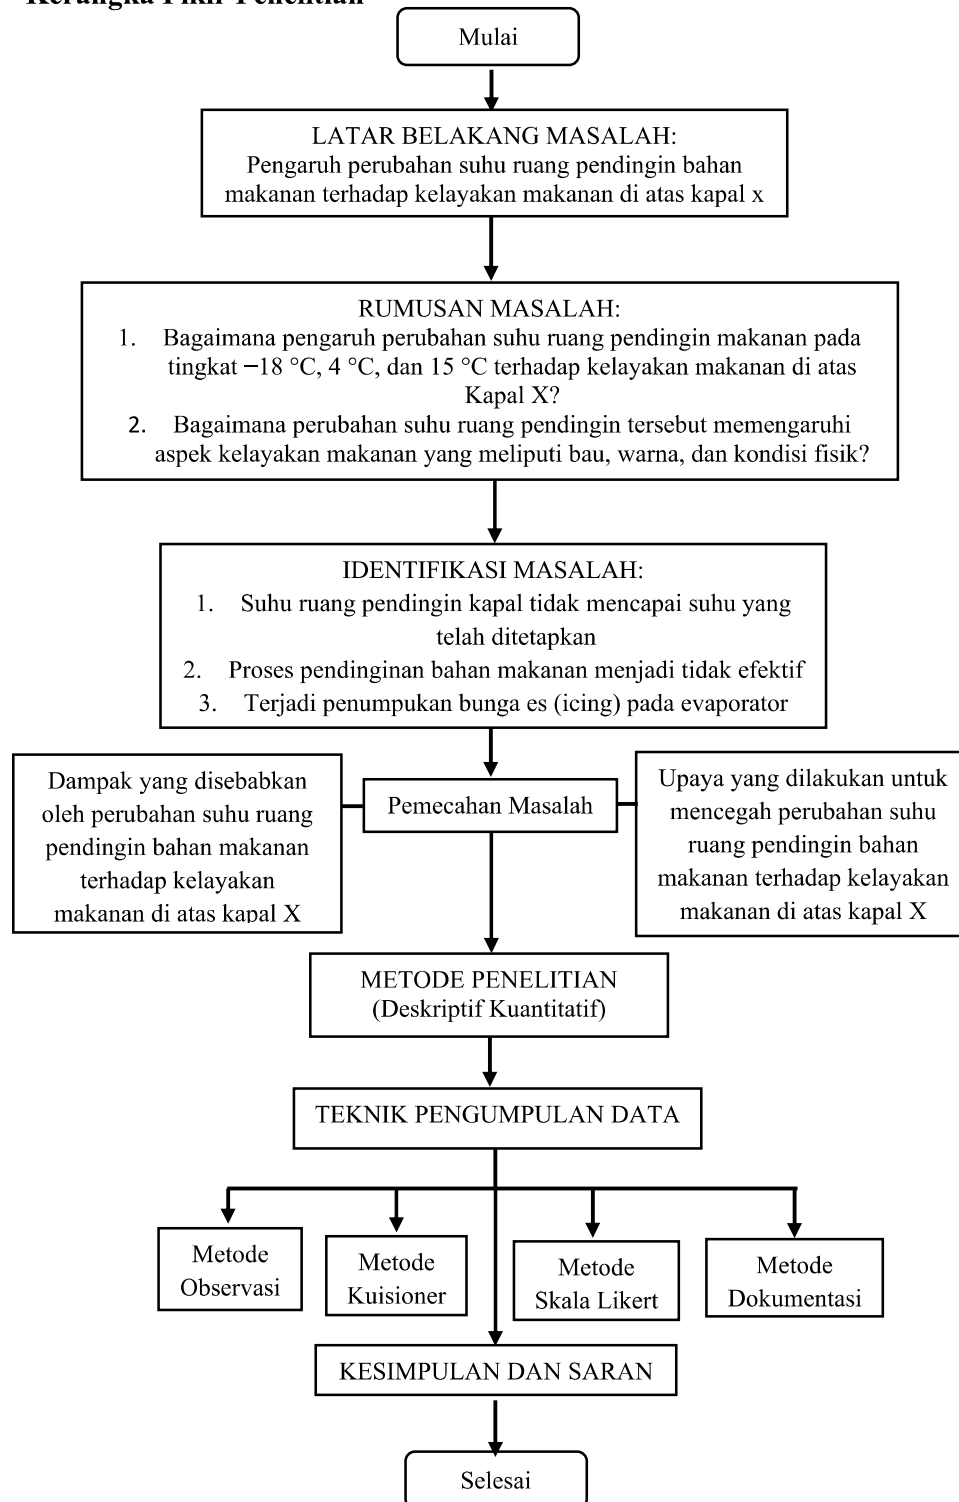 Kerangka Pikir Penelitian
Mulai
LATAR BELAKANG MASALAH:
Pengaruh perubahan suhu ruang pendingin bahan
makanan terhadap kelayakan makanan di atas kapal x
RUMUSAN MASALAH:
1. Bagaimana pengaruh perubahan suhu ruang pendingin makanan pada
tingkat −18 °C, 4 °C, dan 15 °C terhadap kelayakan makanan di atas
Kapal X?
2. Bagaimana perubahan suhu ruang pendingin tersebut memengaruhi
aspek kelayakan makanan yang meliputi bau, warna, dan kondisi fisik?
IDENTIFIKASI MASALAH:
1. Suhu ruang pendingin kapal tidak mencapai suhu yang
telah ditetapkan
2. Proses pendinginan bahan makanan menjadi tidak efektif
3. Terjadi penumpukan bunga es (icing) pada evaporator
Dampak yang disebabkan
oleh perubahan suhu ruang
pendingin bahan makanan
terhadap kelayakan
makanan di atas kapal X
Pemecahan Masalah
Upaya yang dilakukan untuk
mencegah perubahan suhu
ruang pendingin bahan
makanan terhadap kelayakan
makanan di atas kapal X
METODE PENELITIAN
(Deskriptif Kuantitatif)
TEKNIK PENGUMPULAN DATA
Metode
Observasi
Metode
Kuisioner
Metode
Skala Likert
Metode
Dokumentasi
KESIMPULAN DAN SARAN
Selesai